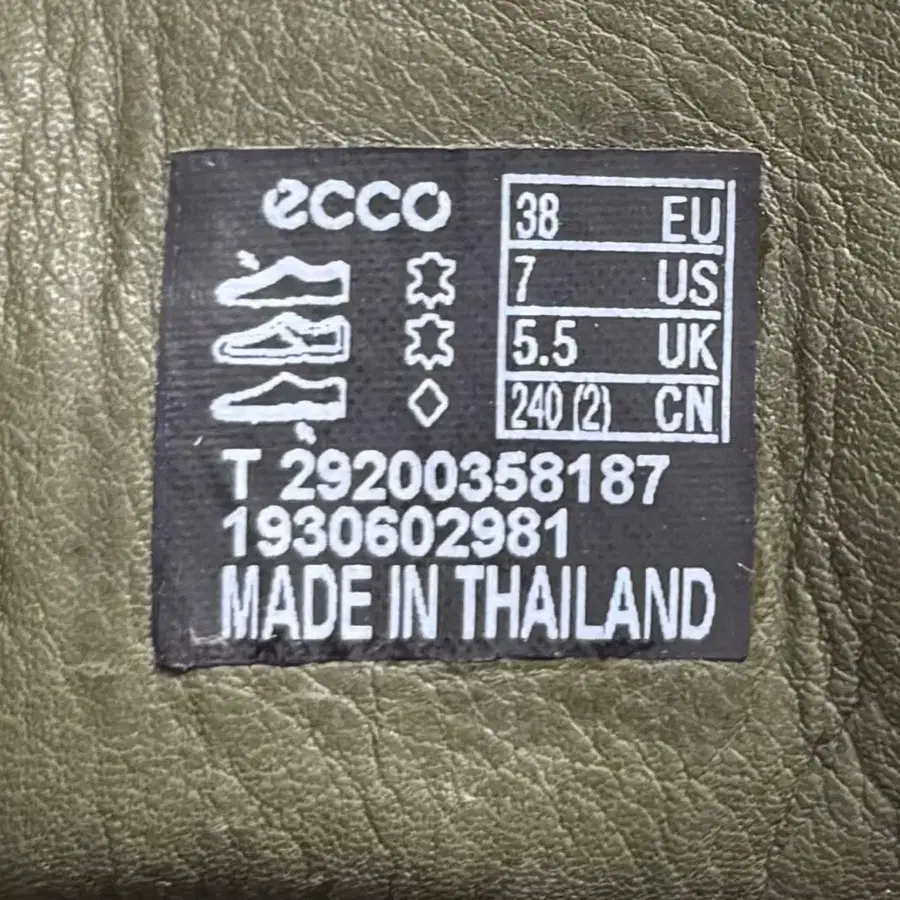 ecco
38 EU
7 US
5.5 UK
240 (2) CN
T 29200358187
1930602981
MADE IN THAILAND